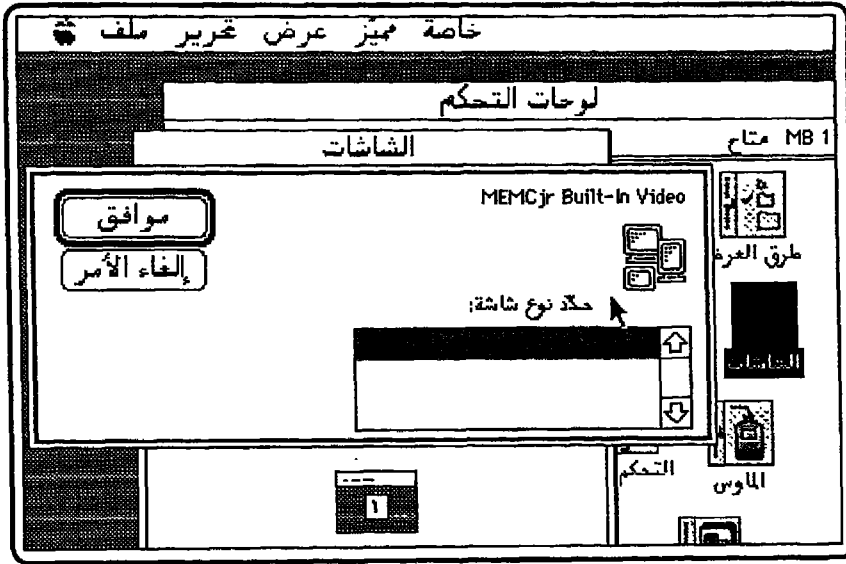 ملف تحرير عرض مميّز خاصة
لوحات التحكم
1 MB متاح
الشاشات
MEMCjr Built-In Video
موافق
إلغاء الأمر
حدّد نوع شاشة:
طرق العرض
الشاشات
الماوس
التحكم
١